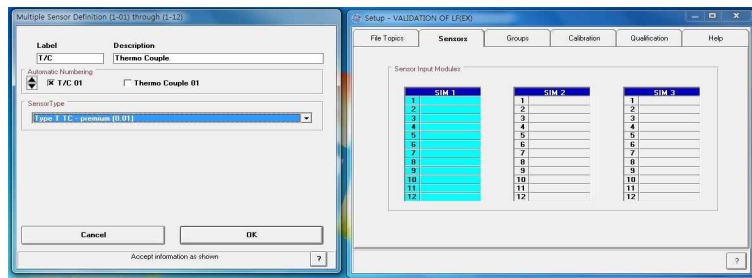 Multiple Sensor Definition (1-01) through (1-12)
Label Description
T/C Thermo Couple
Automatic Numbering
T/C 01 Thermo Couple 01
SensorType
Type T TC - premium (0.01)
Cancel OK
Accept information as shown ?
Setup - VALIDATION OF LF(EX)
File Topics Sensors Groups Calibration Qualification Help
Sensor Input Modules
SIM 1 SIM 2 SIM 3
1 1 1
2 2 2
3 3 3
4 4 4
5 5 5
6 6 6
7 7 7
8 8 8
9 9 9
10 10 10
11 11 11
12 12 12
?